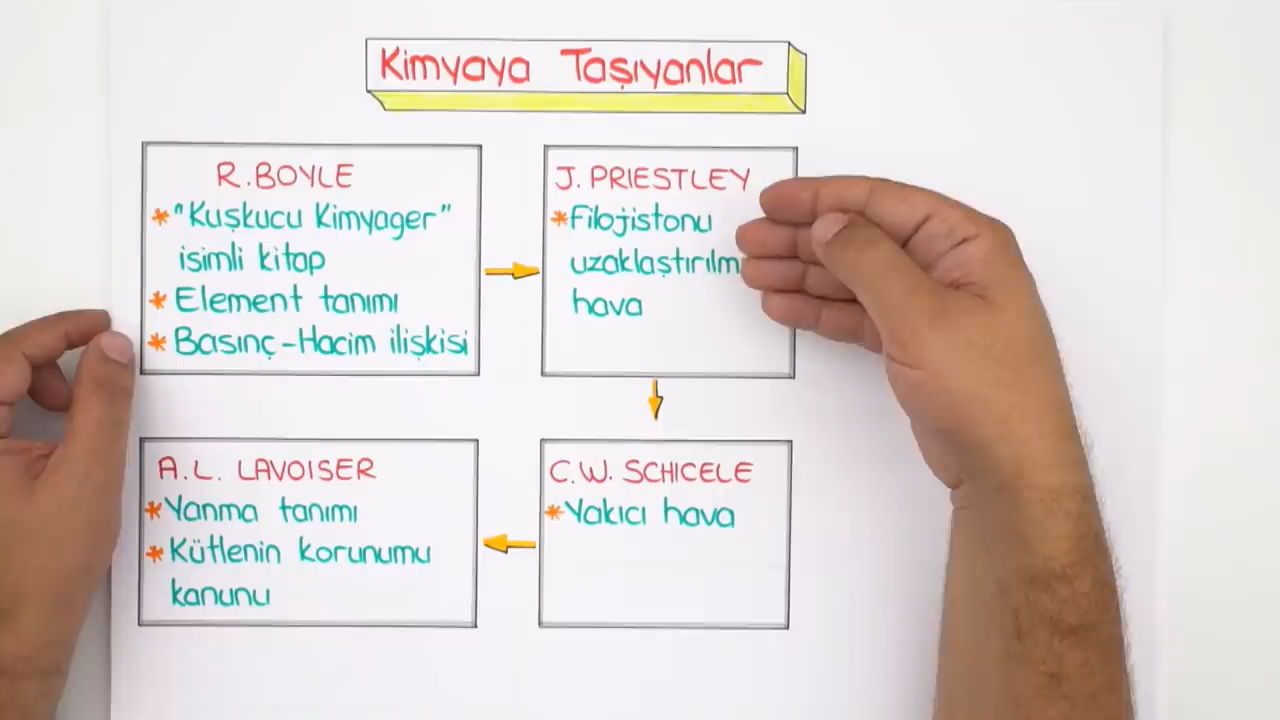 Kimyaya Taşıyanlar
R. BOYLE
* "Kuşkucu Kimyager"
isimli kitap
* Element tanımı
* Basınç-Hacim ilişkisi
J. PRIESTLEY
* Filojistonu
hava
C.W. SCHICELE
* Yakıcı hava
A.L. LAVOISER
* Yanma tanımı
* Kütlenin korunumu
kanunu